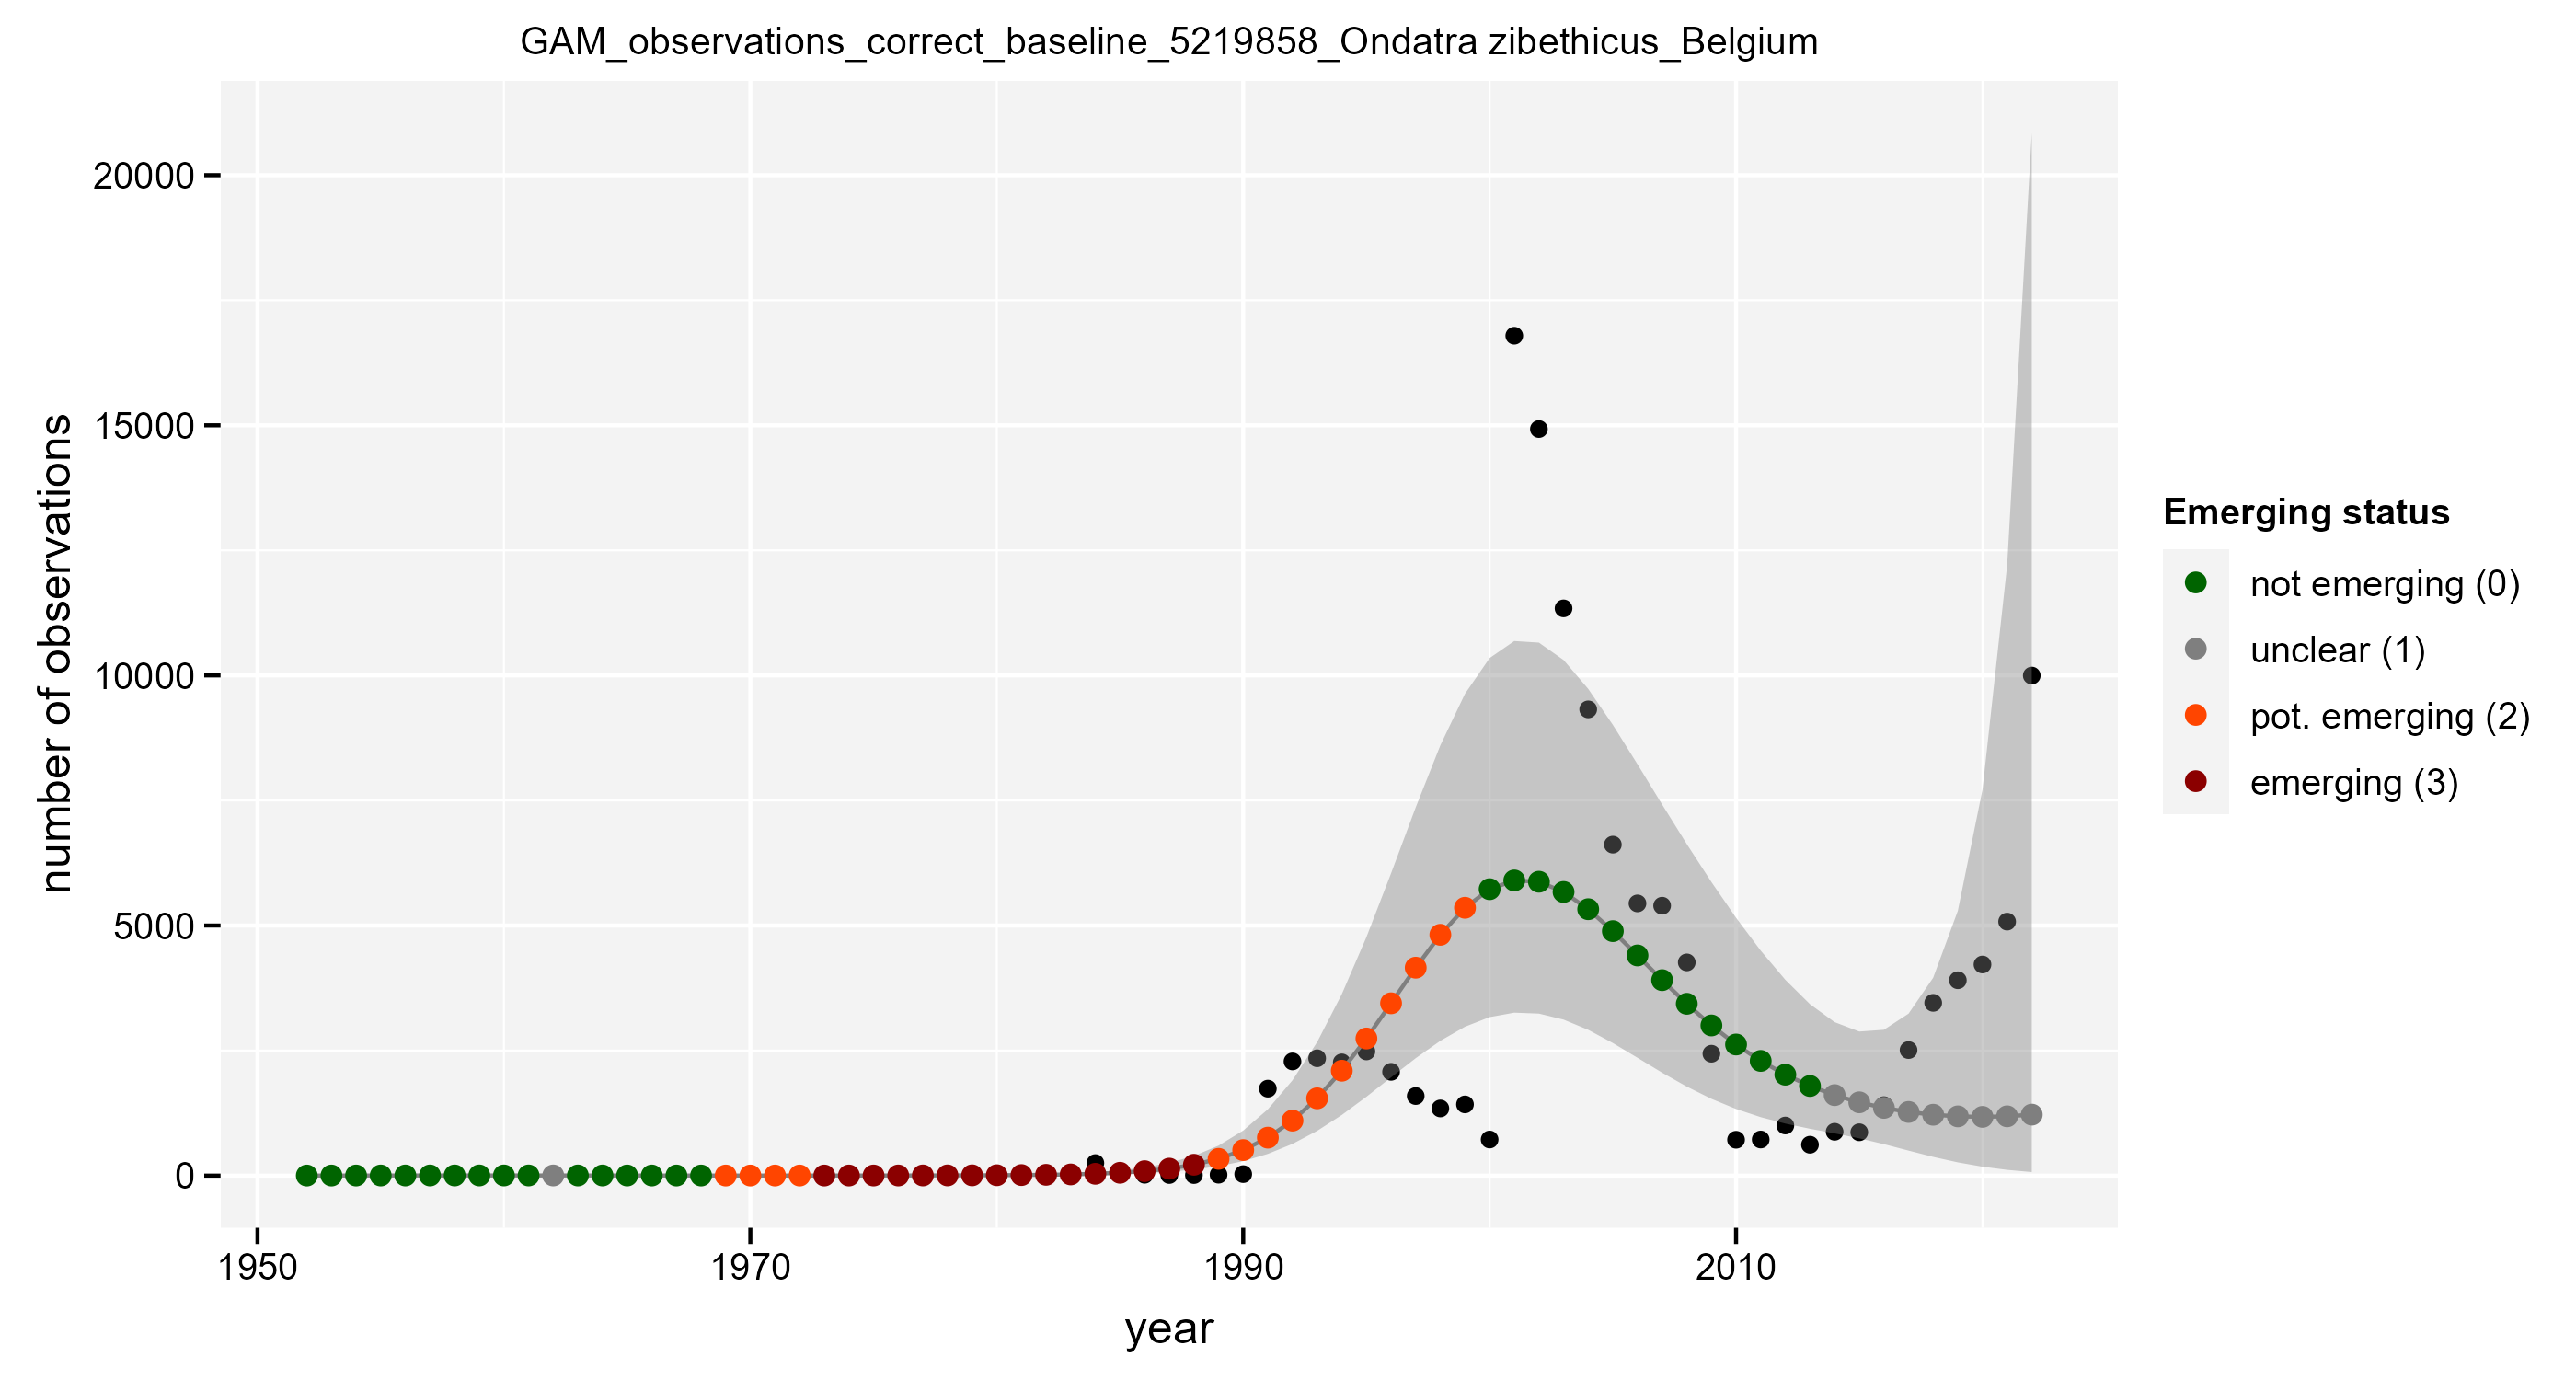 GAM_observations_correct_baseline_5219858_Ondatra zibethicus_Belgium
number of observations
20000
15000
10000
5000
0
1950
1970
1990
2010
year
Emerging status
not emerging (0)
unclear (1)
pot. emerging (2)
emerging (3)